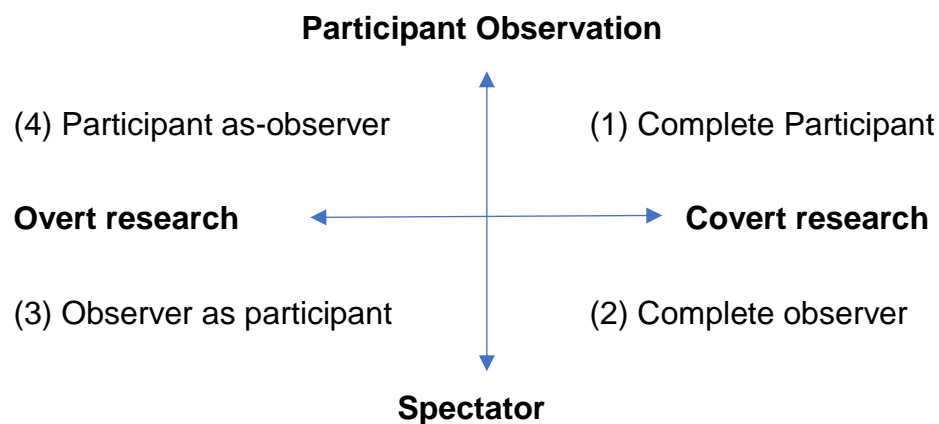 Participant Observation
(4) Participant as-observer (1) Complete Participant
Overt research Covert research
(3) Observer as participant (2) Complete observer
Spectator